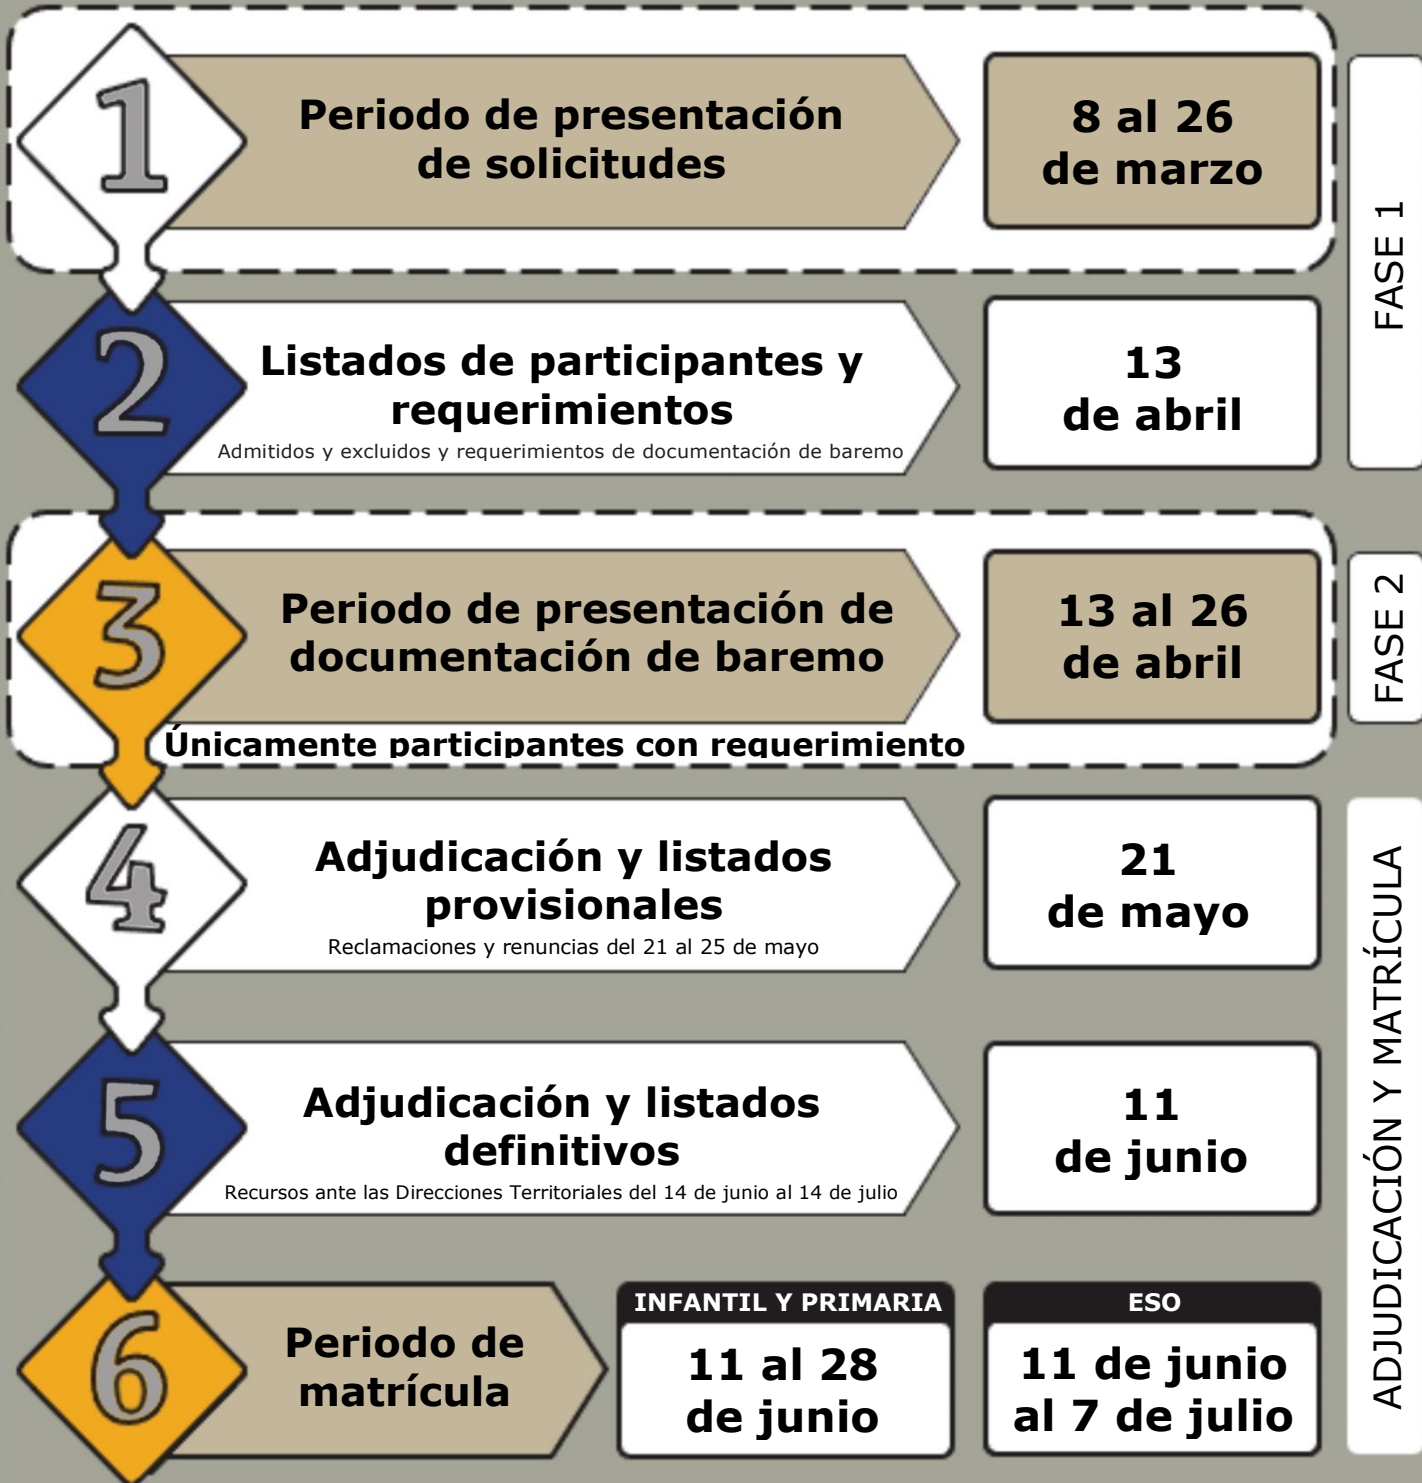 1
Periodo de presentación
de solicitudes
8 al 26
de marzo
FASE 1
2
Listados de participantes y
requerimientos
Admitidos y excluidos y requerimientos de documentación de baremo
13
de abril
3
Periodo de presentación de
documentación de baremo
Únicamente participantes con requerimiento
13 al 26
de abril
FASE 2
4
Adjudicación y listados
provisionales
Reclamaciones y renuncias del 21 al 25 de mayo
21
de mayo
ADJUDICACIÓN Y MATRÍCULA
5
Adjudicación y listados
definitivos
Recursos ante las Direcciones Territoriales del 14 de junio al 14 de julio
11
de junio
6
Periodo de
matrícula
INFANTIL Y PRIMARIA
11 al 28
de junio
ESO
11 de junio
al 7 de julio